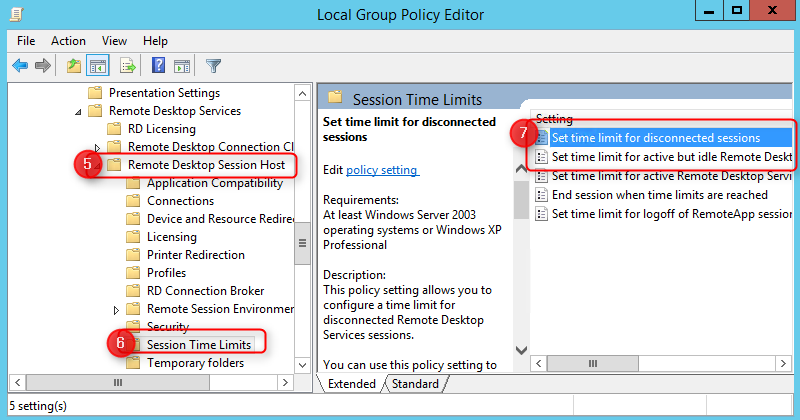 Local Group Policy Editor
File Action View Help
Presentation Settings
Remote Desktop Services
RD Licensing
Remote Desktop Connection Cl
5 Remote Desktop Session Host
Application Compatibility
Connections
Device and Resource Redire
Licensing
Printer Redirection
Profiles
RD Connection Broker
Remote Session Environmen
Security
6 Session Time Limits
Temporary folders
Session Time Limits
Set time limit for disconnected
sessions
Edit policy setting
Requirements:
At least Windows Server 2003
operating systems or Windows XP
Professional
Description:
This policy setting allows you to
configure a time limit for
disconnected Remote Desktop
Services sessions.
You can use this policy setting to
Setting
7 Set time limit for disconnected sessions
Set time limit for active but idle Remote Deskt
Set time limit for active Remote Desktop Servi
End session when time limits are reached
Set time limit for logoff of RemoteApp session
Extended Standard
5 setting(s)